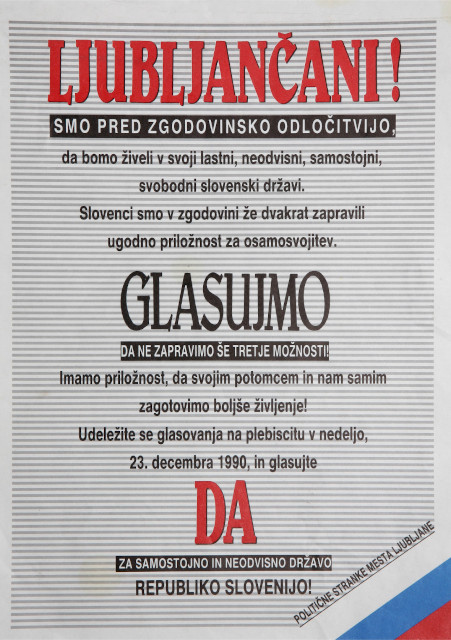 LJUBLJANČANI!
SMO PRED ZGODOVINSKO ODLOČITVIJO,
da bomo živeli v svoji lastni, neodvisni, samostojni,
svobodni slovenski državi.
Slovenci smo v zgodovini že dvakrat zapravili
ugodno priložnost za osamosvojitev.
GLASUJMO
DA NE ZAPRAVIMO ŠE TRETJE MOŽNOSTI!
Imamo priložnost, da svojim potomcem in nam samim
zagotovimo boljše življenje!
Udeležite se glasovanja na plebiscitu v nedeljo,
23. decembra 1990, in glasujte
DA
ZA SAMOSTOJNO IN NEODVISNO DRŽAVO
REPUBLIKO SLOVENIJO!
POLITIČNE STRANKE MESTA LJUBLJANE